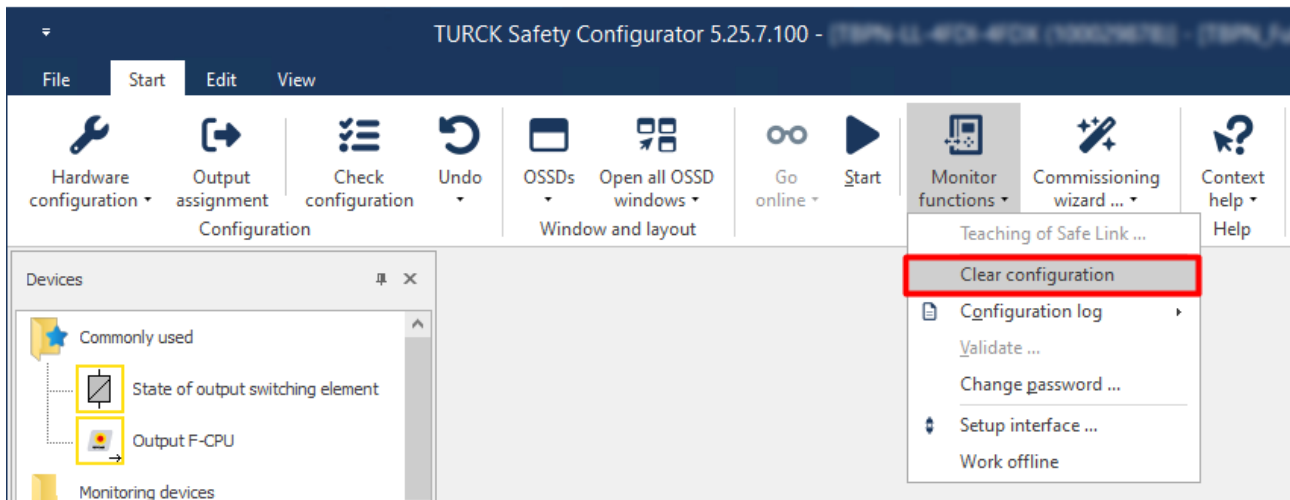 TURCK Safety Configurator 5.25.7.100 -
File Start Edit View
Hardware configuration
Output assignment
Check configuration
Undo
OSSDs
Open all OSSD windows
Go online
Start
Monitor functions
Commissioning wizard ...
Context help
Configuration
Window and layout
Help
Teaching of Safe Link ...
Clear configuration
Configuration log
Validate ...
Change password ...
Setup interface ...
Work offline
Devices
Commonly used
State of output switching element
Output F-CPU
Monitoring devices